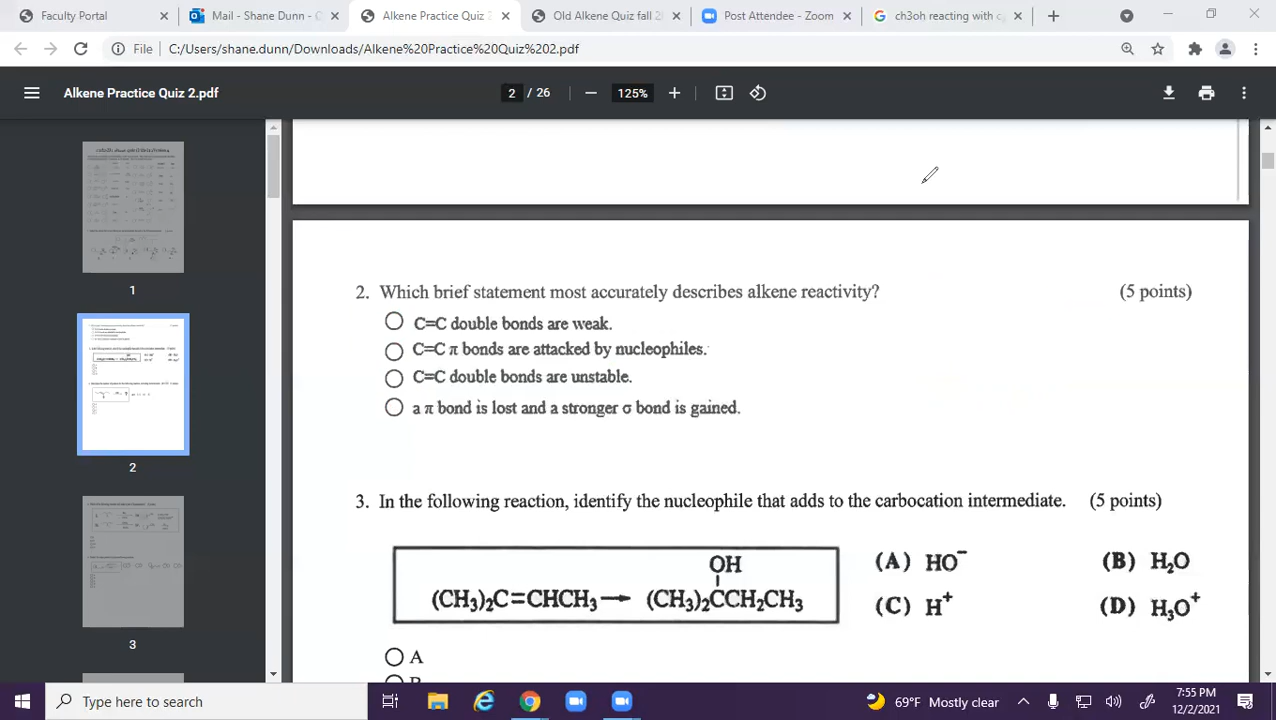 Faculty Portal
Mail - Shane Dunn -
Alkene Practice Quiz 2
Old Alkene Quiz fall 2
Post Attendee - Zoom
ch3oh reacting with c
File
C:/Users/shane.dunn/Downloads/Alkene%20Practice%20Quiz%202.pdf
Alkene Practice Quiz 2.pdf
2 / 26
125%
1
2
3
2. Which brief statement most accurately describes alkene reactivity? (5 points)
C=C double bonds are weak.
C=C π bonds are attacked by nucleophiles.
C=C double bonds are unstable.
a π bond is lost and a stronger σ bond is gained.
3. In the following reaction, identify the nucleophile that adds to the carbocation intermediate. (5 points)
OH
(CH₃)₂C=CHCH₃ → (CH₃)₂CCH₂CH₃
(A) HO⁻ (B) H₂O
(C) H⁺ (D) H₃O⁺
A
Type here to search
69°F Mostly clear
7:55 PM
12/2/2021